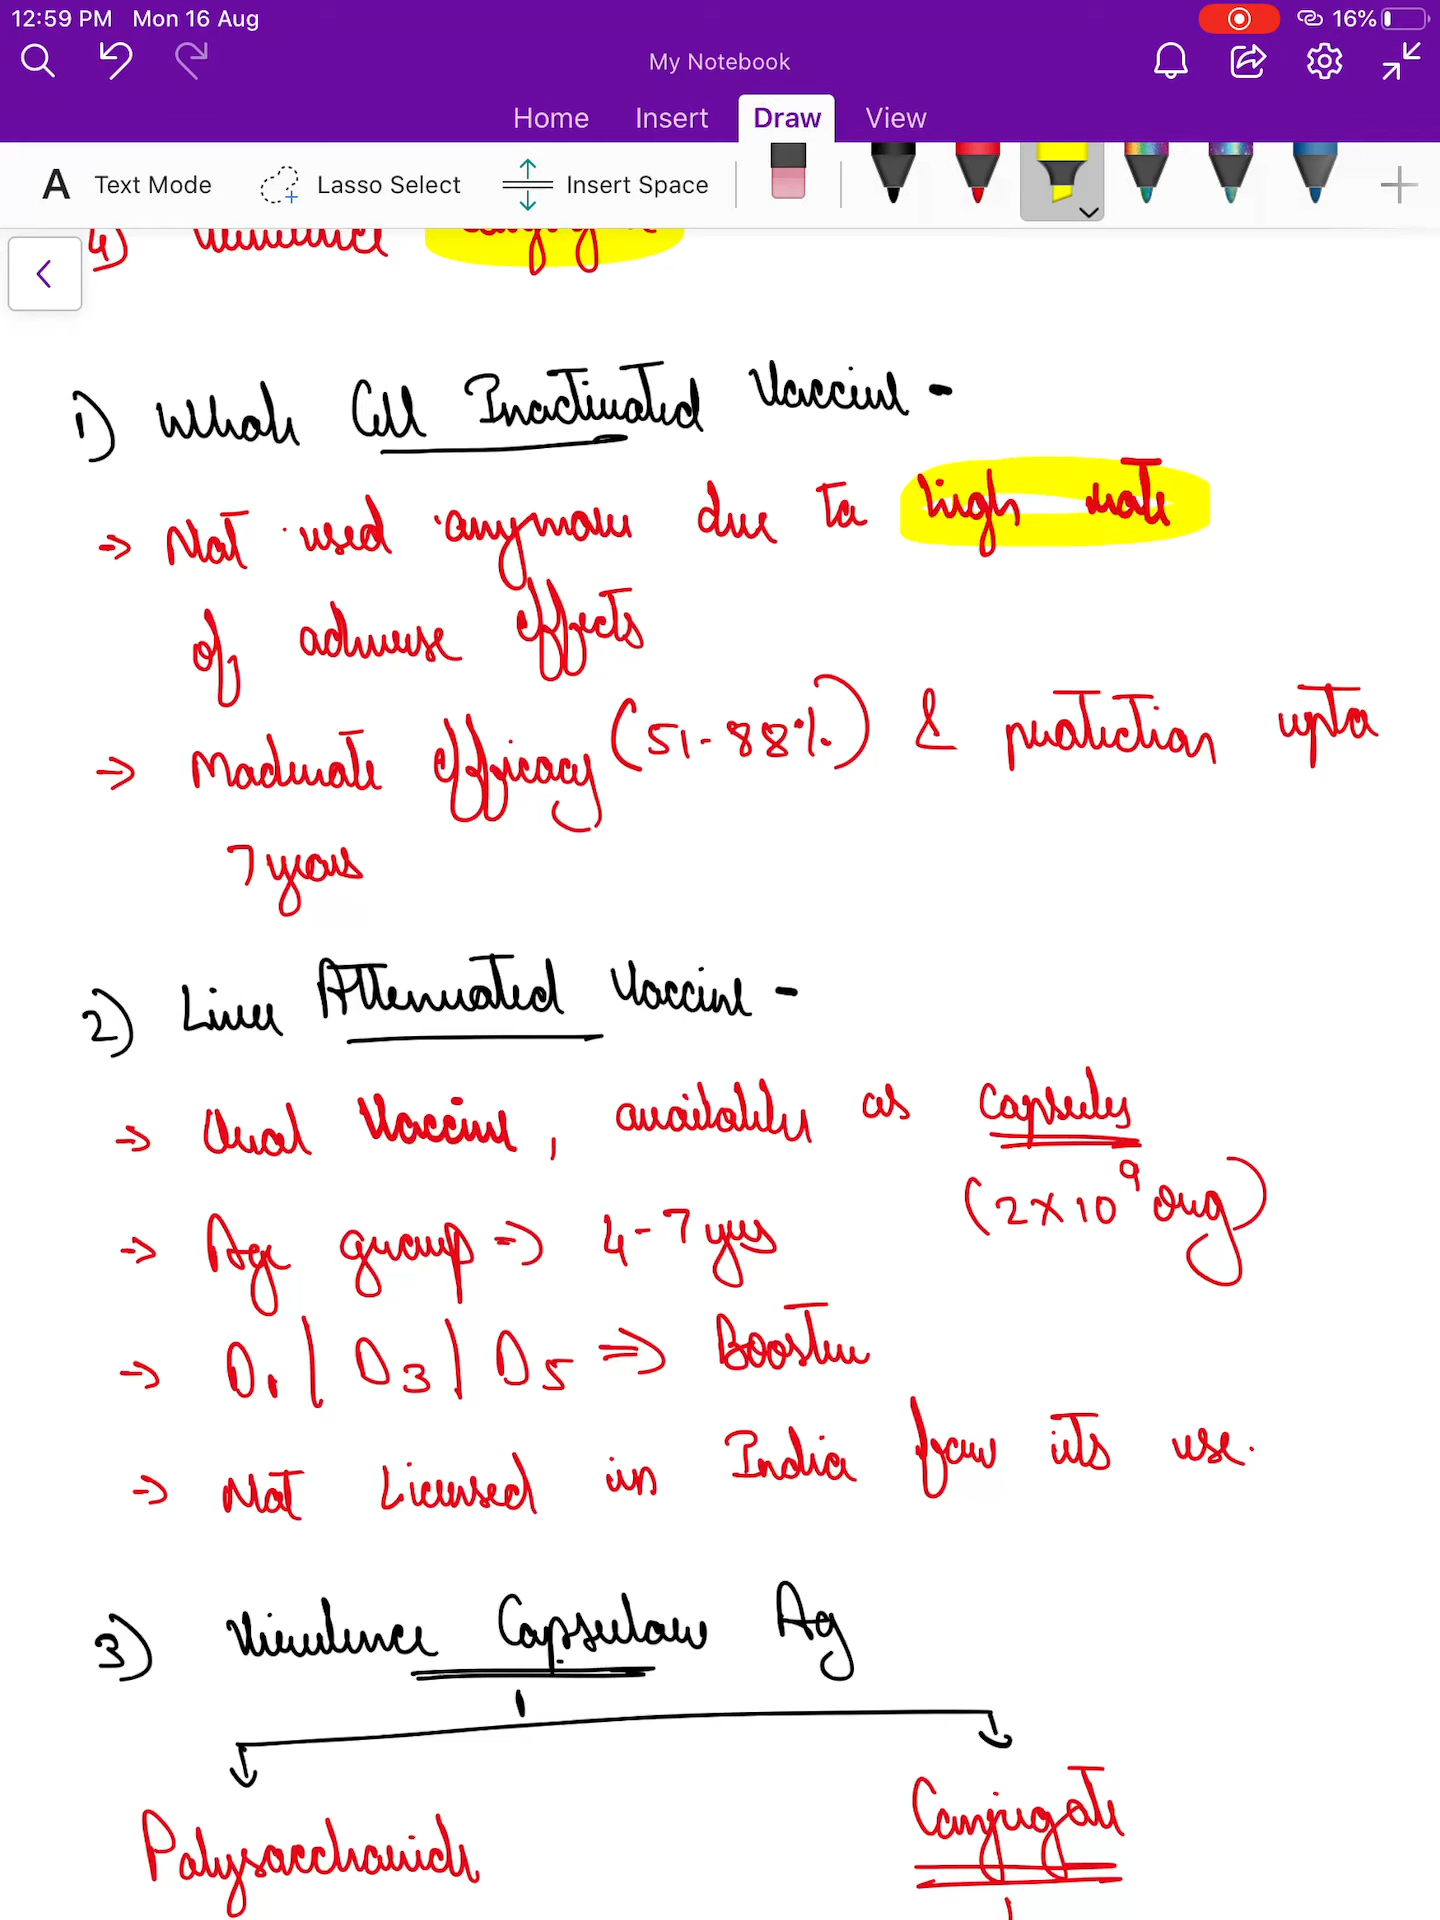 12:59 PM Mon 16 Aug
16%
My Notebook
Home Insert Draw View
A Text Mode Lasso Select Insert Space
4) Virulence
1) Whole Cell Inactivated Vaccine -
→ Not used anymore due to high rate
of adverse effects
→ Moderate efficacy (51-88%) & protection upto
7 years
2) Live Attenuated Vaccine -
→ Oral Vaccine, availability as Capsules
(2×10⁹ org)
→ Age group ⇒ 4-7 yrs
→ D1 | D3 | D5 ⇒ Booster
→ Not Licensed in India for its use.
3) Virulence Capsular Ag
Polysaccharide Conjugate